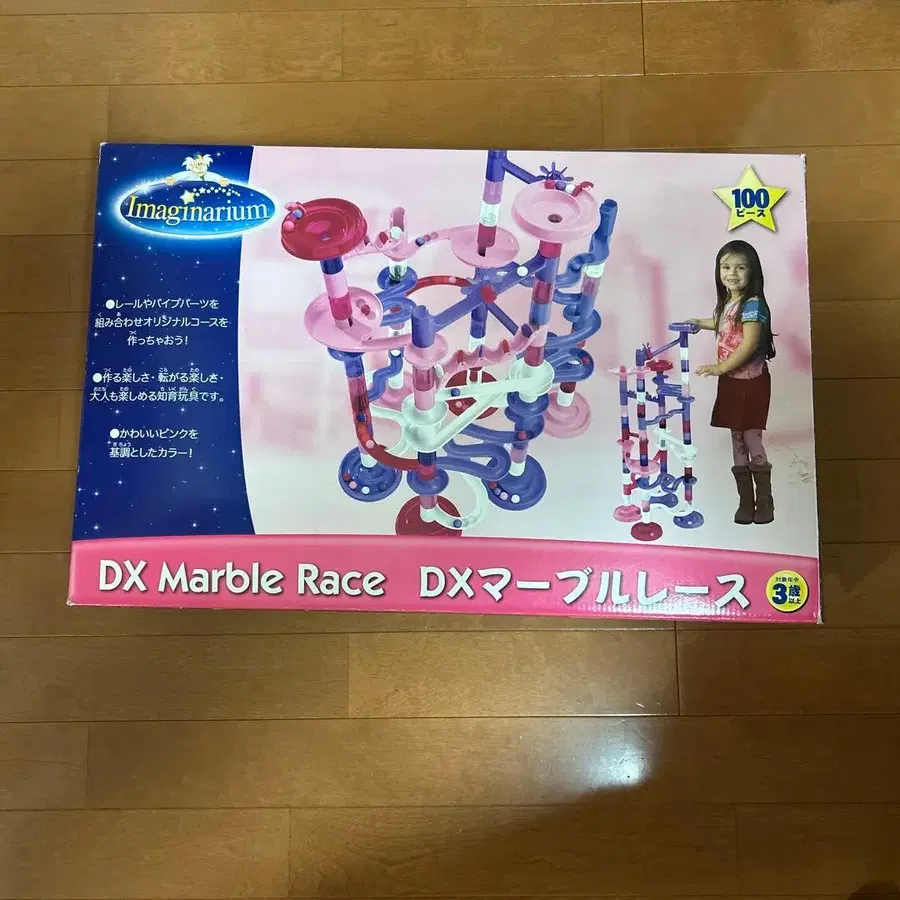 Imaginarium
100
ピース
●レールやパイプパーツを
組み合わせオリジナルコースを
作っちゃおう!
●作る楽しさ・転がる楽しさ・
大人も楽しめる知育玩具です。
●かわいいピンクを
基調としたカラー!
DX Marble Race DXマーブルレース
対象年令
3歳
以上